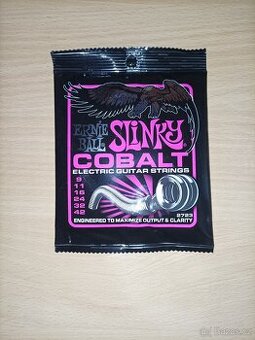 ERNIE
BALL
SLINKY
COBALT
ELECTRIC GUITAR STRINGS
9
11
16
24
32
42
2723
ENGINEERED TO MAXIMIZE OUTPUT & CLARITY